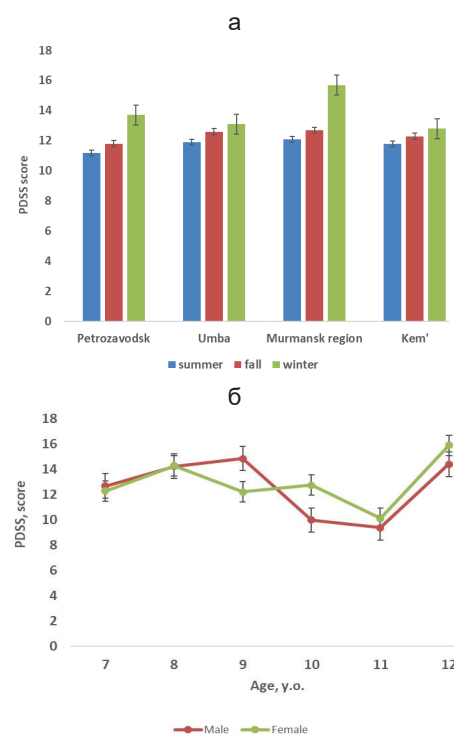 а
18
16
14
12
10
8
6
4
2
0
PDSS score
Petrozavodsk Umba Murmansk region Kem'
summer fall winter
б
18
16
14
12
10
8
6
4
2
0
PDSS, score
7 8 9 10 11 12
Age, y.o.
Male Female